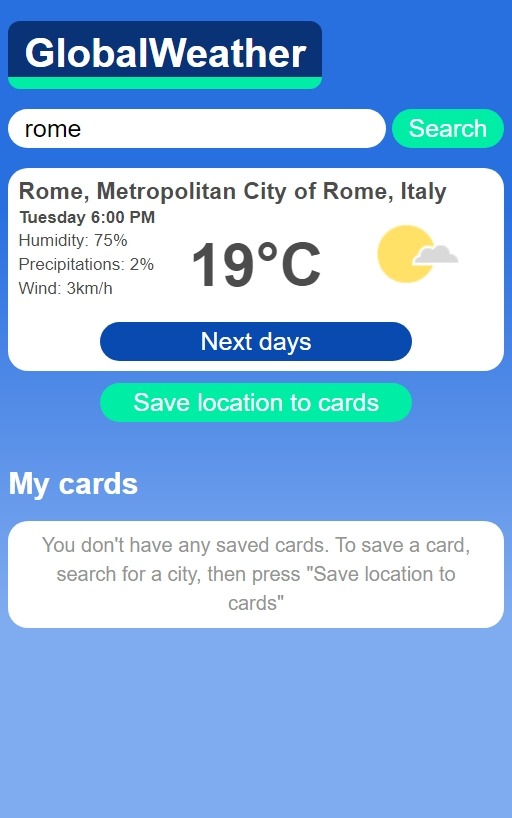 GlobalWeather
rome
Search
Rome, Metropolitan City of Rome, Italy
Tuesday 6:00 PM
Humidity: 75%
Precipitations: 2%
Wind: 3km/h
19°C
Next days
Save location to cards
My cards
You don't have any saved cards. To save a card,
search for a city, then press "Save location to
cards"